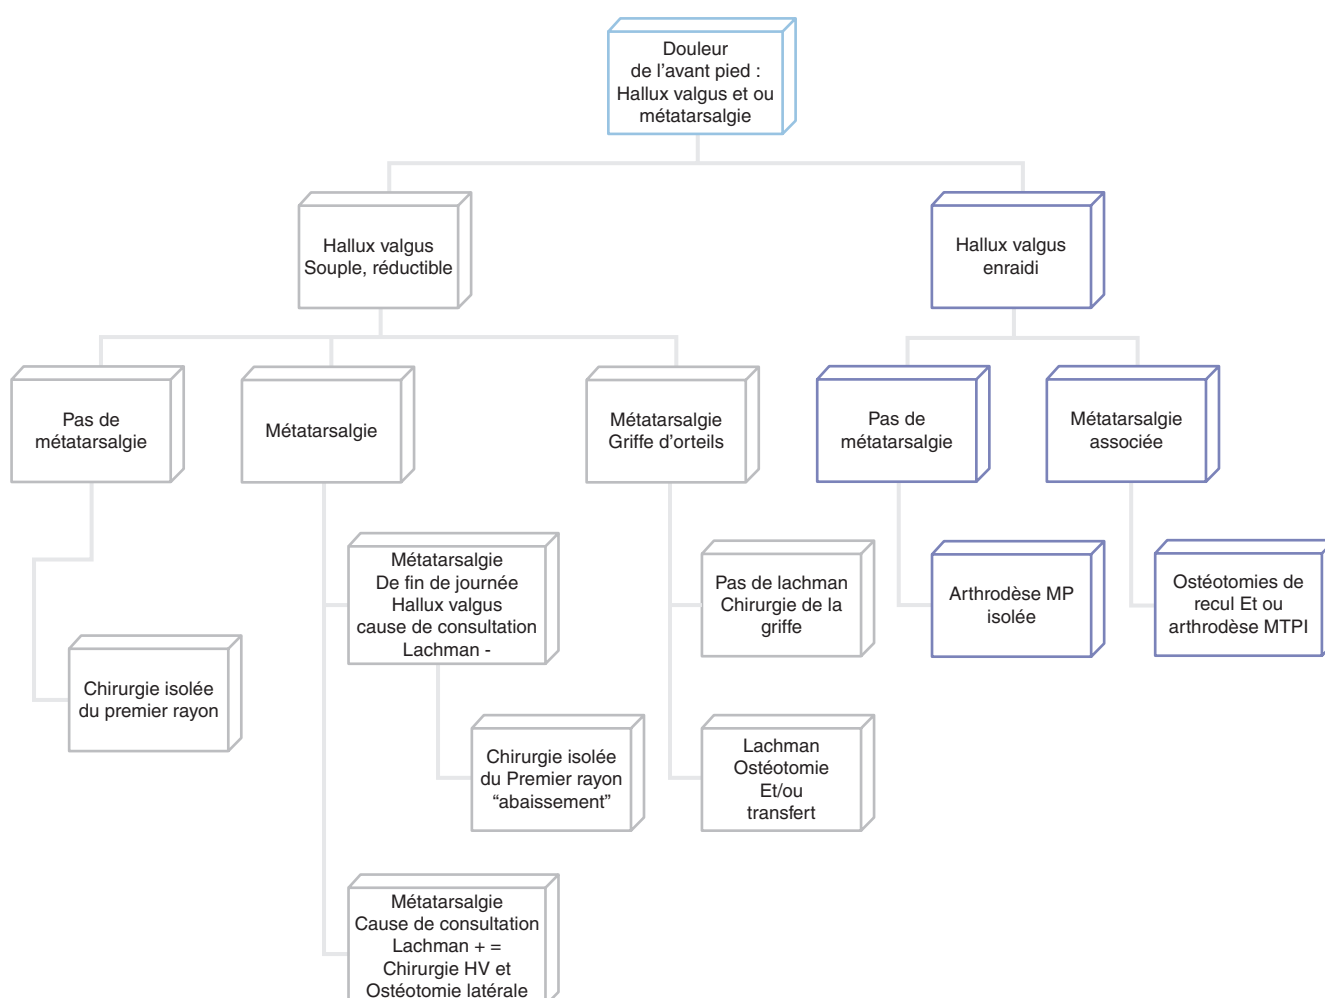 Douleur
de l'avant pied :
Hallux valgus et ou
métatarsalgie
Hallux valgus
Souple, réductible
Hallux valgus
enraidi
Pas de
métatarsalgie
Métatarsalgie
Métatarsalgie
Griffe d'orteils
Pas de
métatarsalgie
Métatarsalgie
associée
Métatarsalgie
De fin de journée
Hallux valgus
cause de consultation
Lachman -
Pas de lachman
Chirurgie de la
griffe
Arthrodèse MP
isolée
Ostéotomies de
recul Et ou
arthrodèse MTPI
Chirurgie isolée
du premier rayon
Chirurgie isolée
du Premier rayon
“abaissement”
Lachman
Ostéotomie
Et/ou
transfert
Métatarsalgie
Cause de consultation
Lachman + =
Chirurgie HV et
Ostéotomie latérale